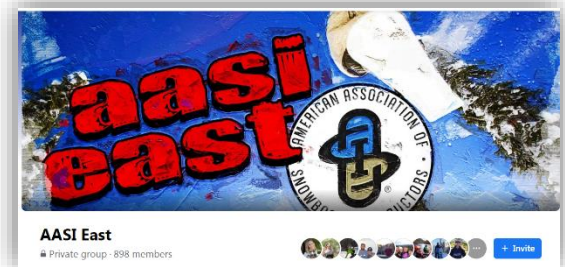 aasi
east
AMERICAN ASSOCIATION OF
SNOWBOARD INSTRUCTORS
AASI East
Private group · 898 members
+ Invite